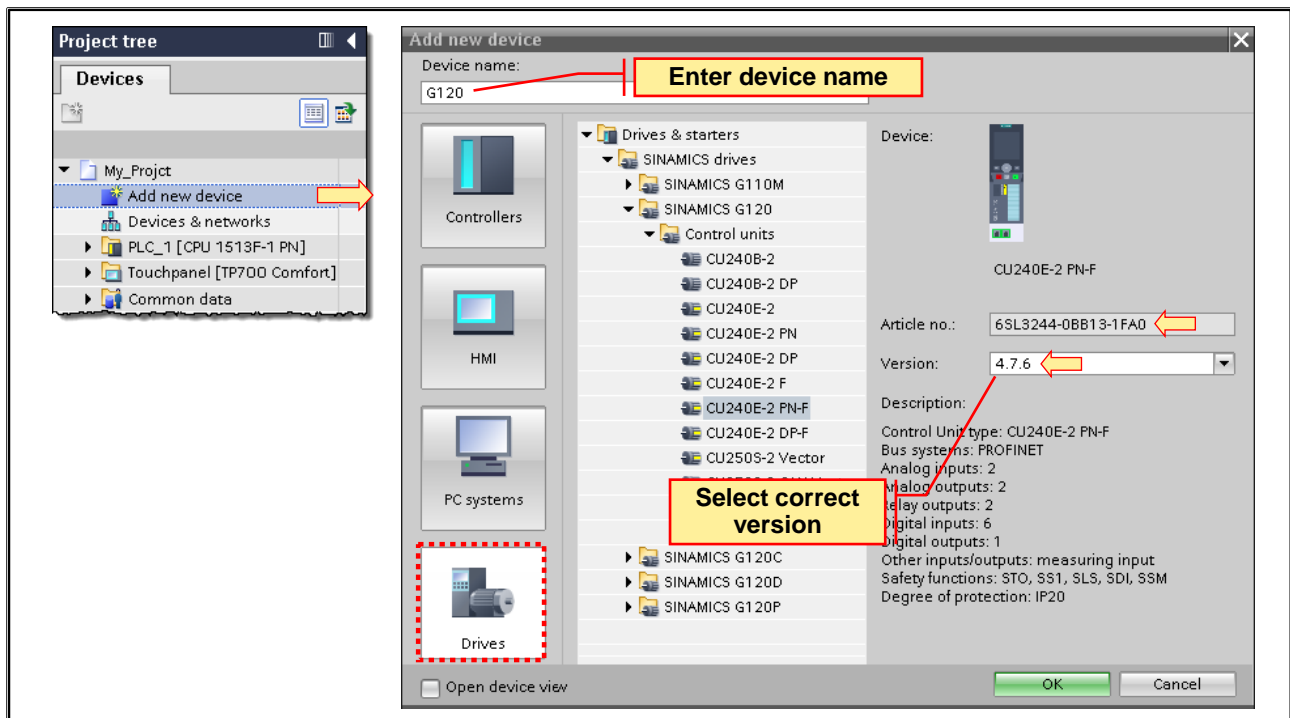 Project tree
Devices
My_Projct
Add new device
Devices & networks
PLC_1 [CPU 1513F-1 PN]
Touchpanel [TP700 Comfort]
Common data
Add new device
Device name:
G120
Enter device name
Controllers
HMI
PC systems
Drives
Drives & starters
SINAMICS drives
SINAMICS G110M
SINAMICS G120
Control units
CU240B-2
CU240B-2 DP
CU240E-2
CU240E-2 PN
CU240E-2 DP
CU240E-2 F
CU240E-2 PN-F
CU240E-2 DP-F
CU250S-2 Vector
Select correct
version
SINAMICS G120C
SINAMICS G120D
SINAMICS G120P
Device:
CU240E-2 PN-F
Article no.:
6SL3244-0BB13-1FA0
Version:
4.7.6
Description:
Control Unit type: CU240E-2 PN-F
Bus systems: PROFINET
Analog inputs: 2
Analog outputs: 2
Relay outputs: 2
Digital inputs: 6
Digital outputs: 1
Other inputs/outputs: measuring input
Safety functions: STO, SS1, SLS, SDI, SSM
Degree of protection: IP20
Open device view
OK
Cancel